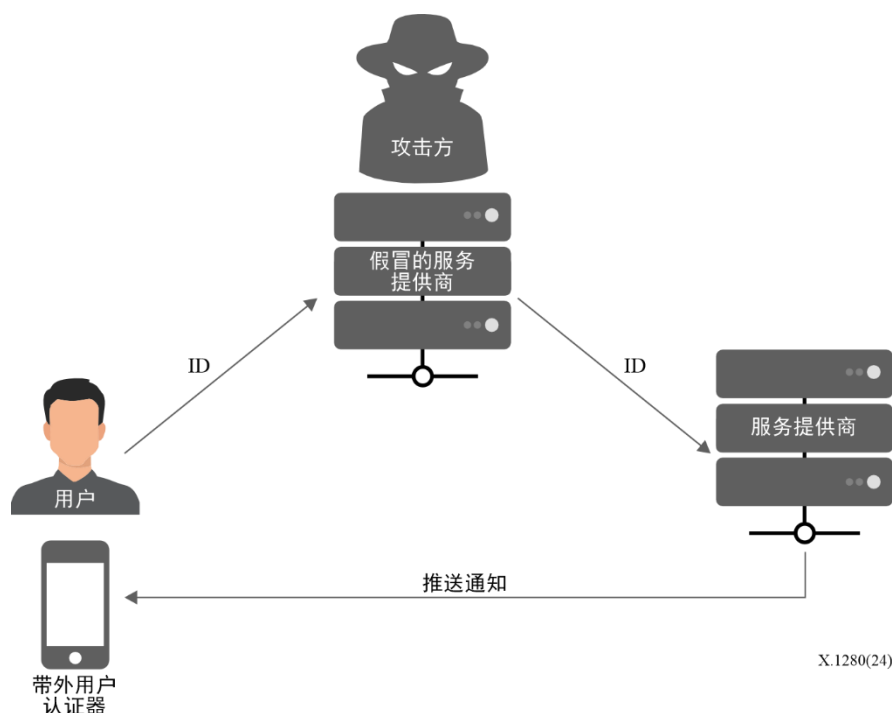 攻击方
假冒的服务
提供商
ID
ID
服务提供商
用户
推送通知
X.1280(24)
带外用户
认证器